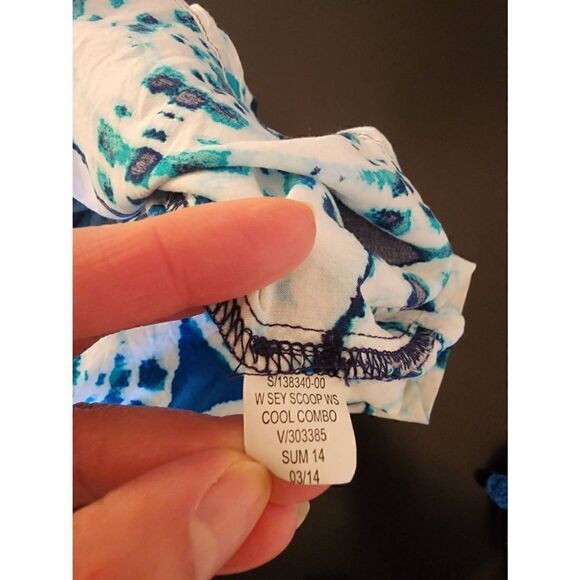 S/138340-00
W SEY SCOOP WS
COOL COMBO
V/303385
SUM 14
03/14